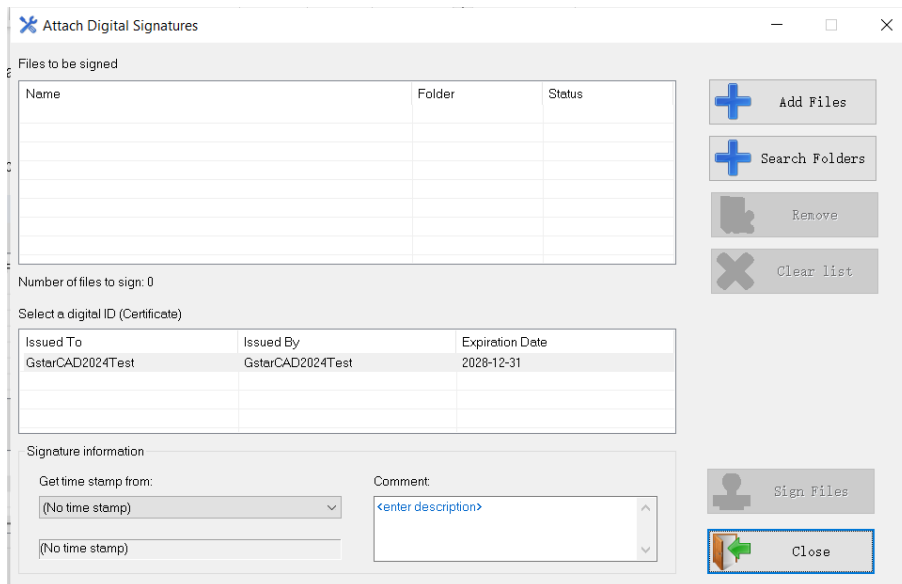 Attach Digital Signatures
Files to be signed
Name Folder Status
Add Files
Search Folders
Remove
Clear list
Number of files to sign: 0
Select a digital ID (Certificate)
Issued To Issued By Expiration Date
GstarCAD2024Test GstarCAD2024Test 2028-12-31
Signature information
Get time stamp from: Comment:
(No time stamp) <enter description>
Sign Files
(No time stamp)
Close